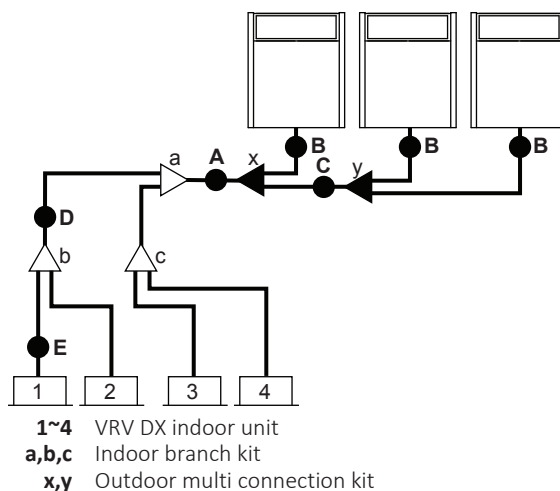 a A x B C y B B
D
b c
E
1 2 3 4
1~4 VRV DX indoor unit
a,b,c Indoor branch kit
x,y Outdoor multi connection kit